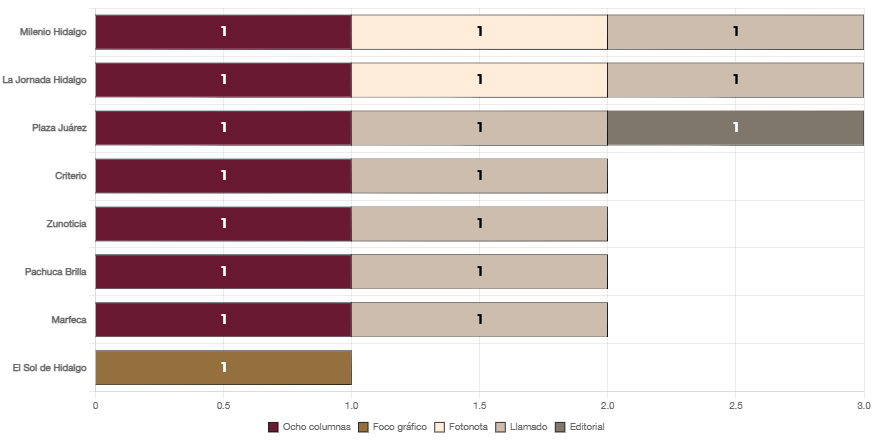 Milenio Hidalgo 1 1 1
La Jornada Hidalgo 1 1 1
Plaza Juárez 1 1 1
Criterio 1 1
Zunoticia 1 1
Pachuca Brilla 1 1
Marfeca 1 1
El Sol de Hidalgo 1
0 0.5 1.0 1.5 2.0 2.5 3.0
Ocho columnas Foco gráfico Fotonota Llamado Editorial